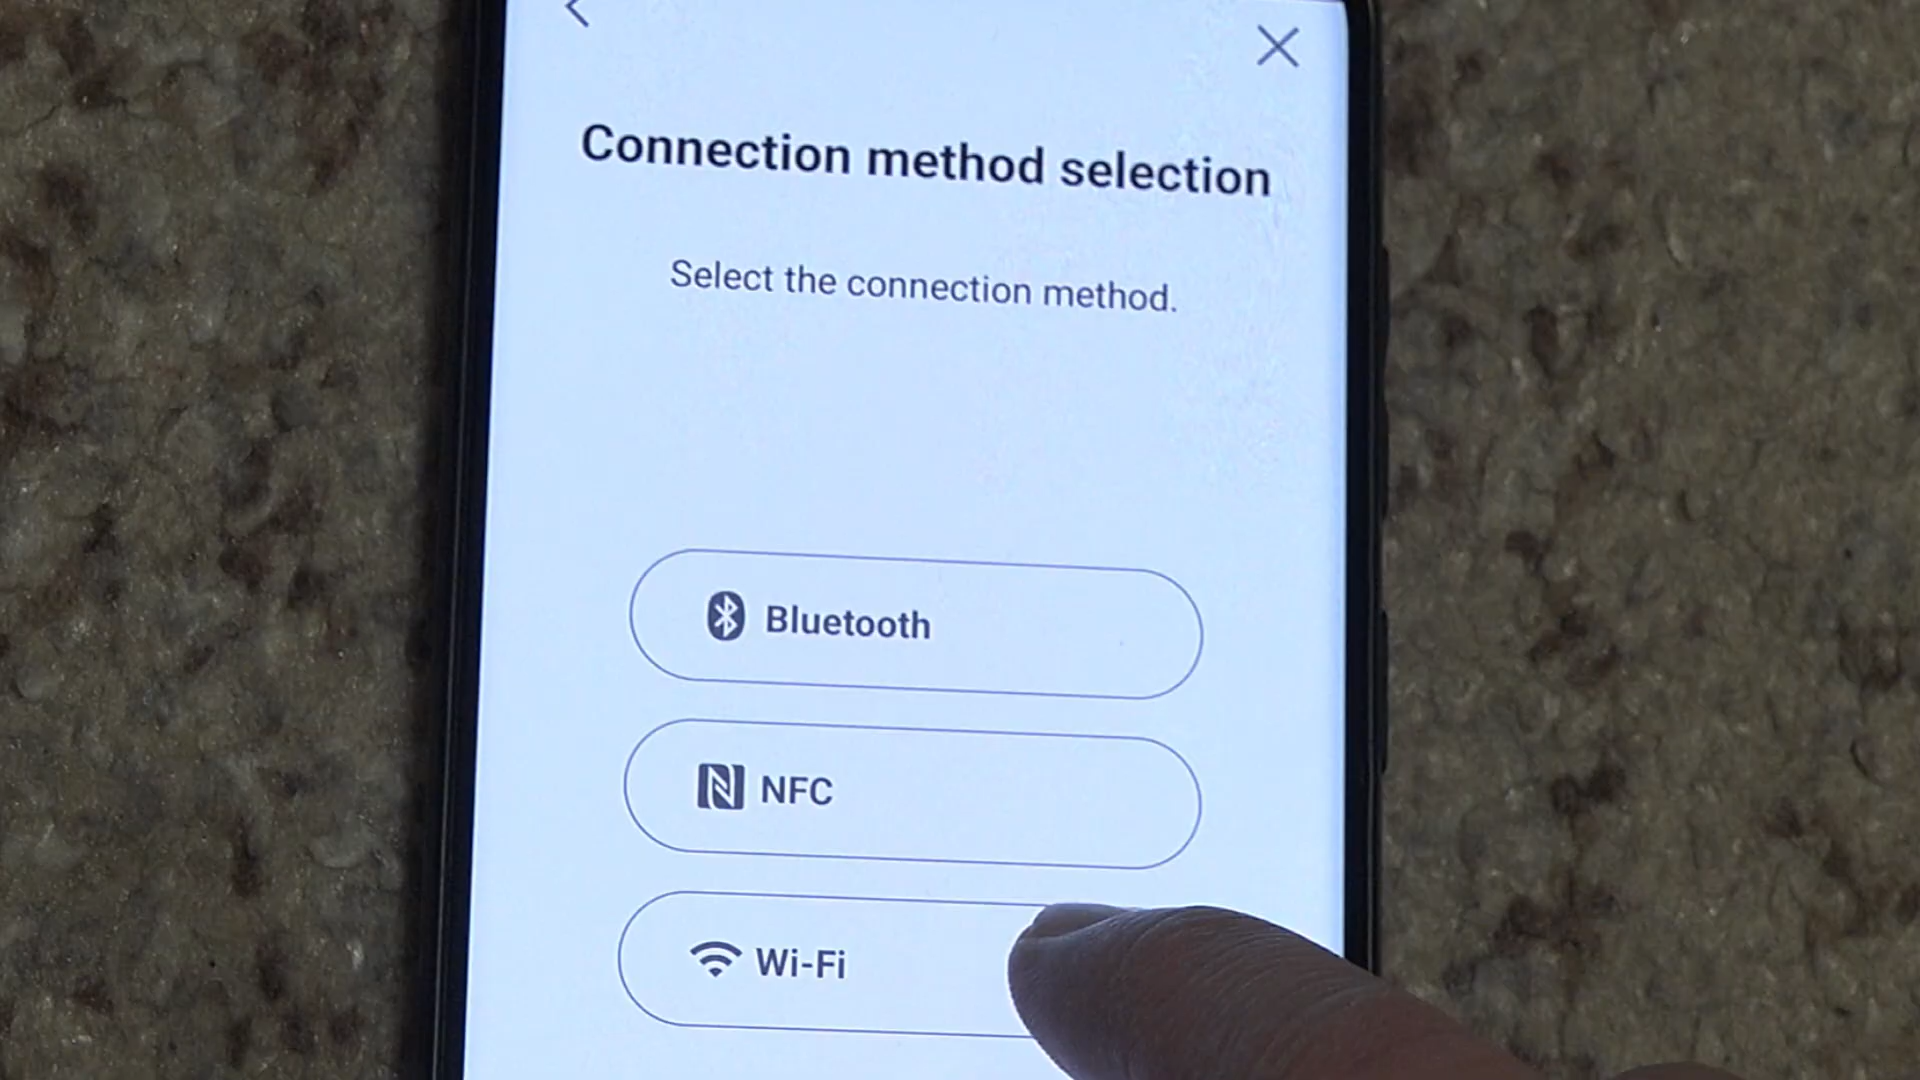 Connection method selection
Select the connection method.
Bluetooth
NFC
Wi-Fi